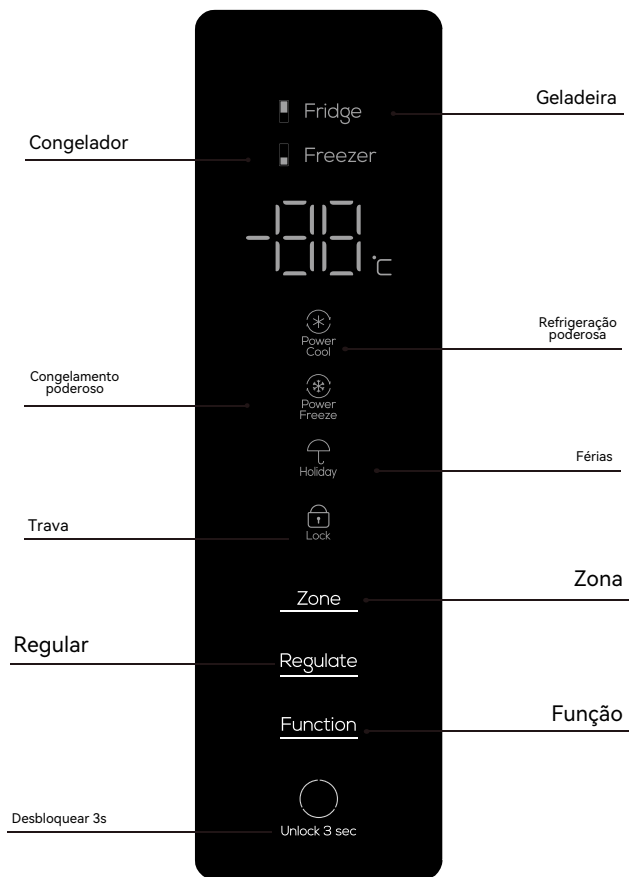 Geladeira
Fridge
Congelador
Freezer
-88 °C
Power
Cool
Refrigeração
poderosa
Congelamento
poderoso
Power
Freeze
Holiday
Férias
Trava
Lock
Zona
Zone
Regular
Regulate
Função
Function
Desbloquear 3s
Unlock 3 sec